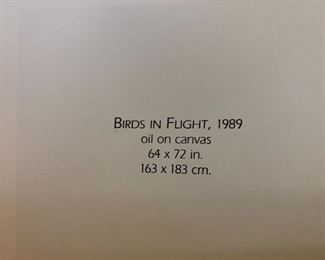 BIRDS IN FLIGHT, 1989
oil on canvas
64 x 72 in.
163 x 183 cm.